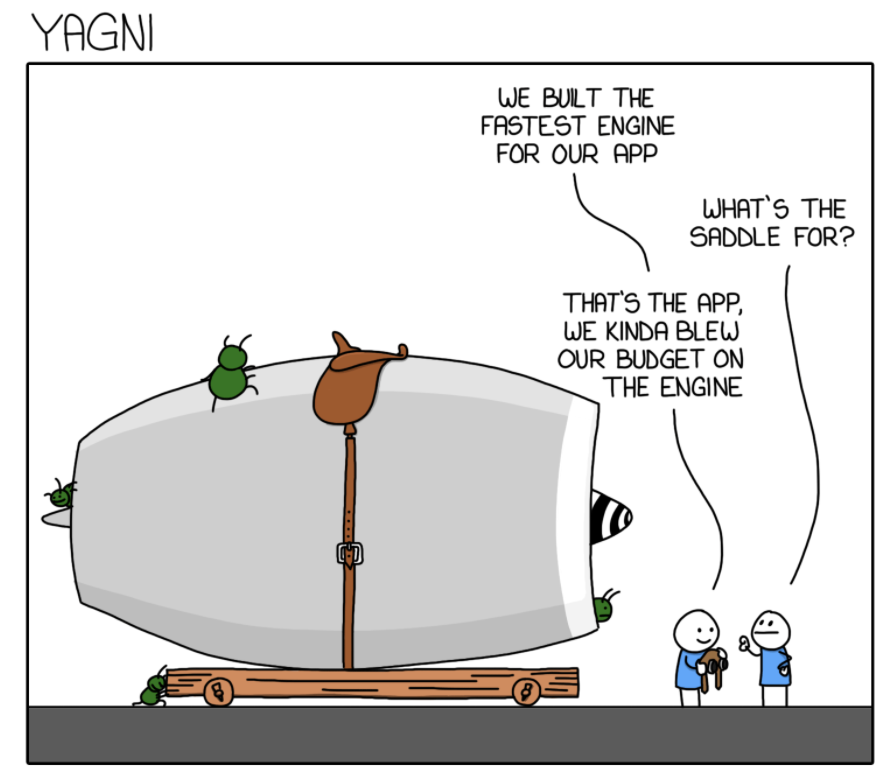 YAGNI
WE BUILT THE
FASTEST ENGINE
FOR OUR APP
WHAT'S THE
SADDLE FOR?
THAT'S THE APP,
WE KINDA BLEW
OUR BUDGET ON
THE ENGINE